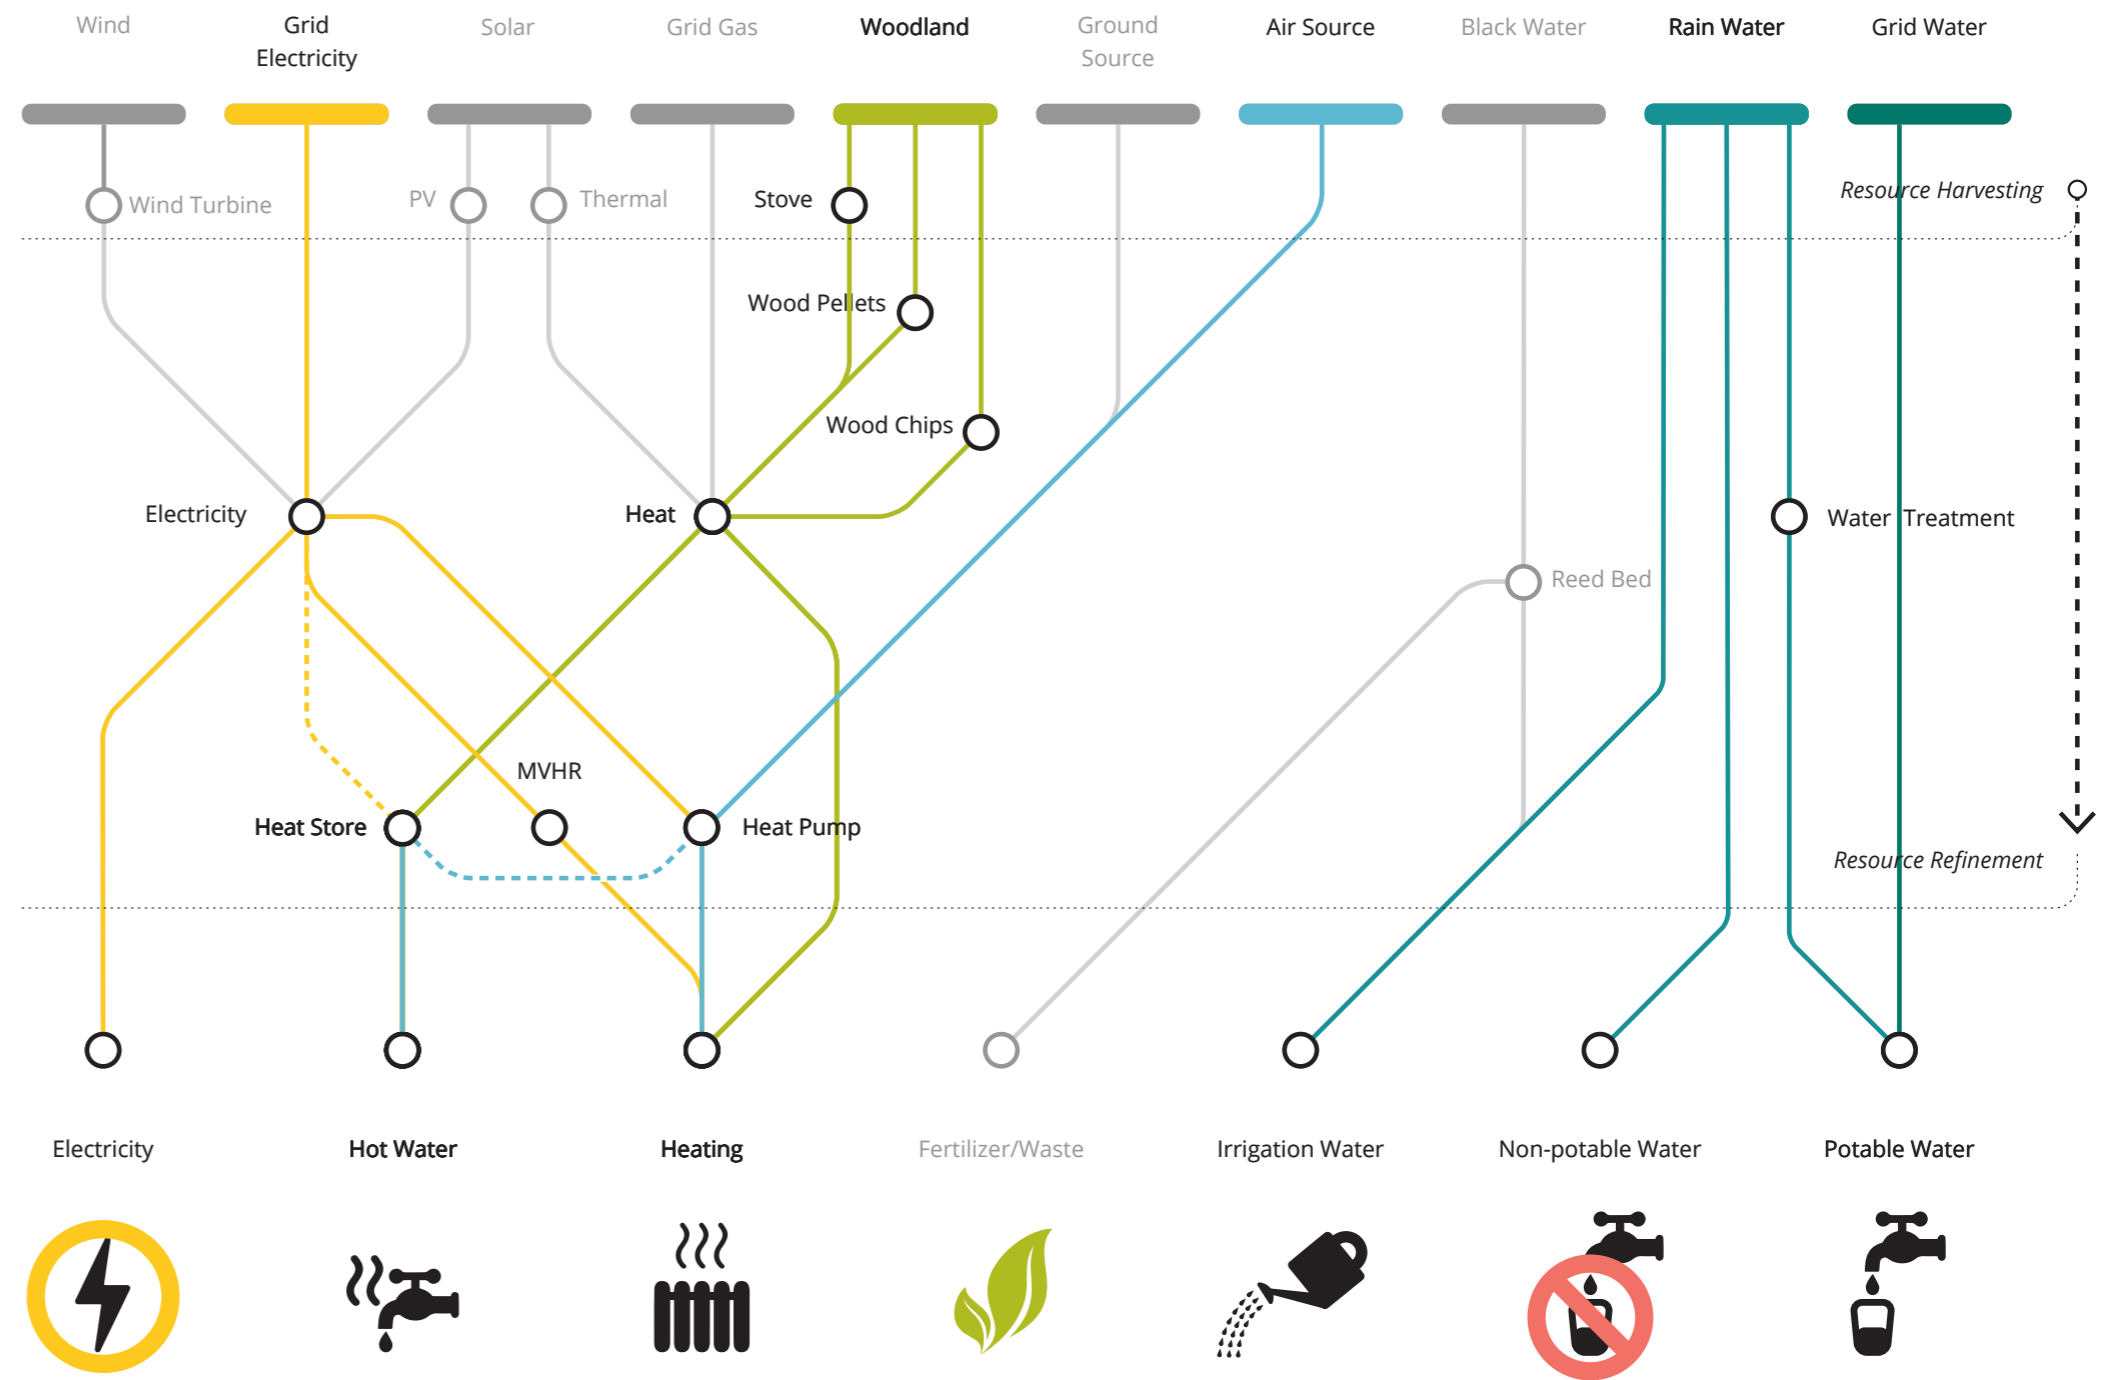 Wind
Grid
Electricity
Solar
Grid Gas
Woodland
Ground
Source
Air Source
Black Water
Rain Water
Grid Water
Wind Turbine
PV
Thermal
Stove
Resource Harvesting
Wood Pellets
Wood Chips
Electricity
Heat
Water Treatment
Reed Bed
MVHR
Heat Store
Heat Pump
Resource Refinement
Electricity
Hot Water
Heating
Fertilizer/Waste
Irrigation Water
Non-potable Water
Potable Water